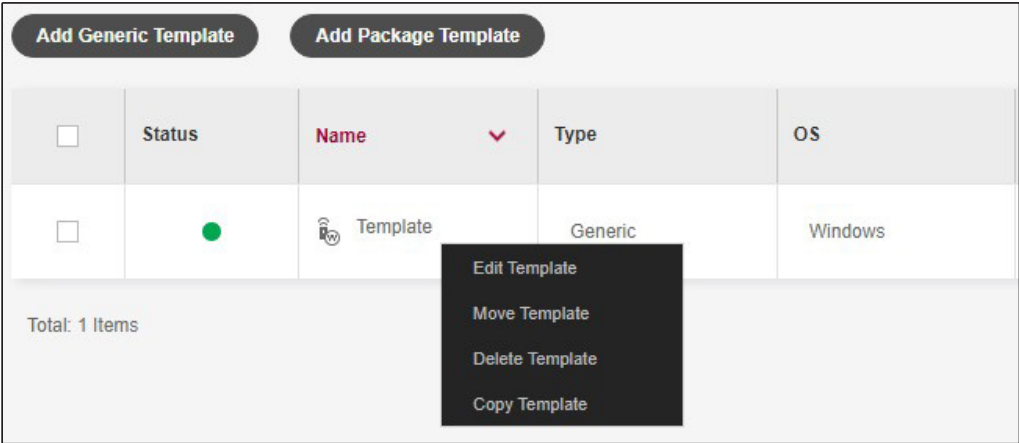 Add Generic Template Add Package Template
Status Name Type OS
Template Generic Windows
Edit Template
Move Template
Total: 1 Items
Delete Template
Copy Template